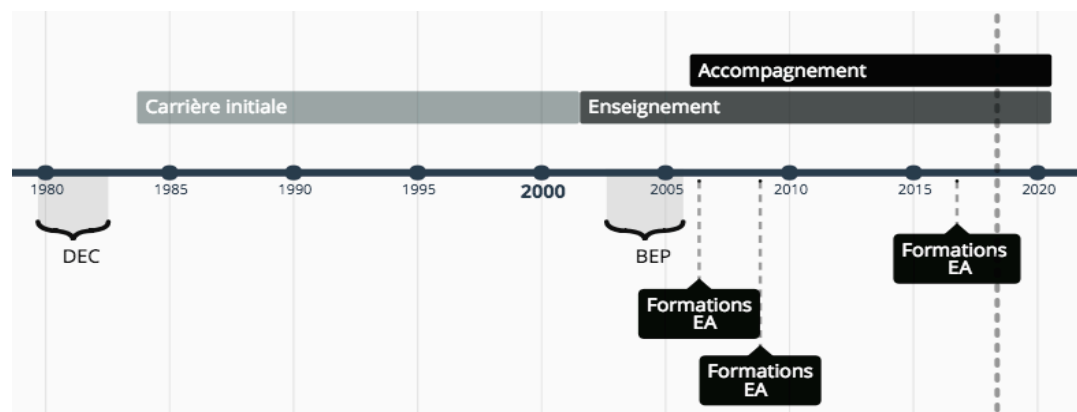 Accompagnement
Carrière initiale
Enseignement
1980
1985
1990
1995
2000
2005
2010
2015
2020
DEC
BEP
Formations
EA
Formations
EA
Formations
EA